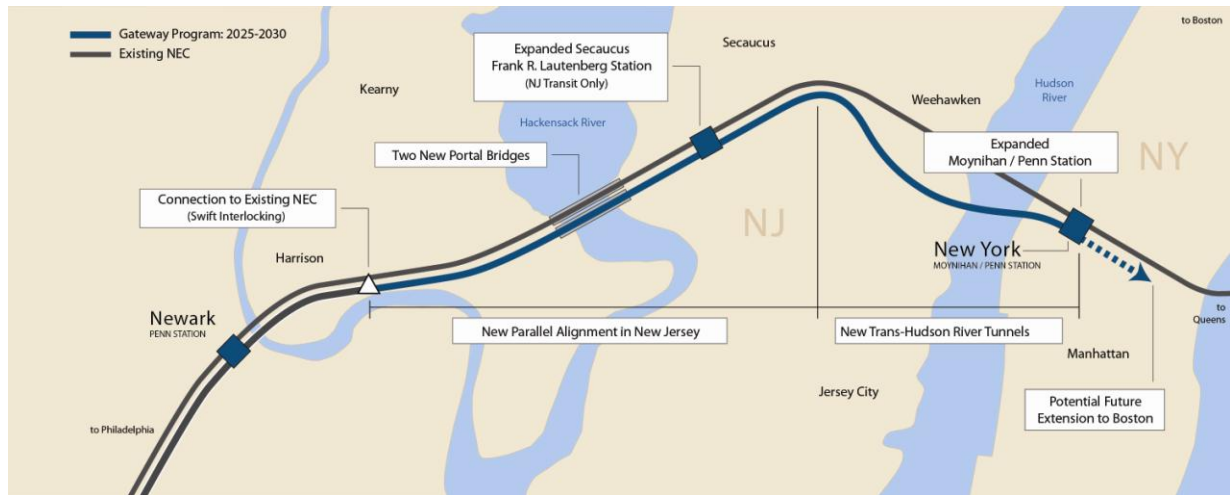 Gateway Program: 2025-2030
Existing NEC
to Boston
Expanded Secaucus
Frank R. Lautenberg Station
(NJ Transit Only)
Secaucus
Kearny
Weehawken
Hudson
River
Hackensack River
Two New Portal Bridges
Expanded
Moynihan / Penn Station
NY
Connection to Existing NEC
(Swift Interlocking)
NJ
Harrison
New York
MOYNIHAN / PENN STATION
Newark
PENN STATION
to
Queens
New Parallel Alignment in New Jersey
New Trans-Hudson River Tunnels
Manhattan
Jersey City
Potential Future
Extension to Boston
to Philadelphia